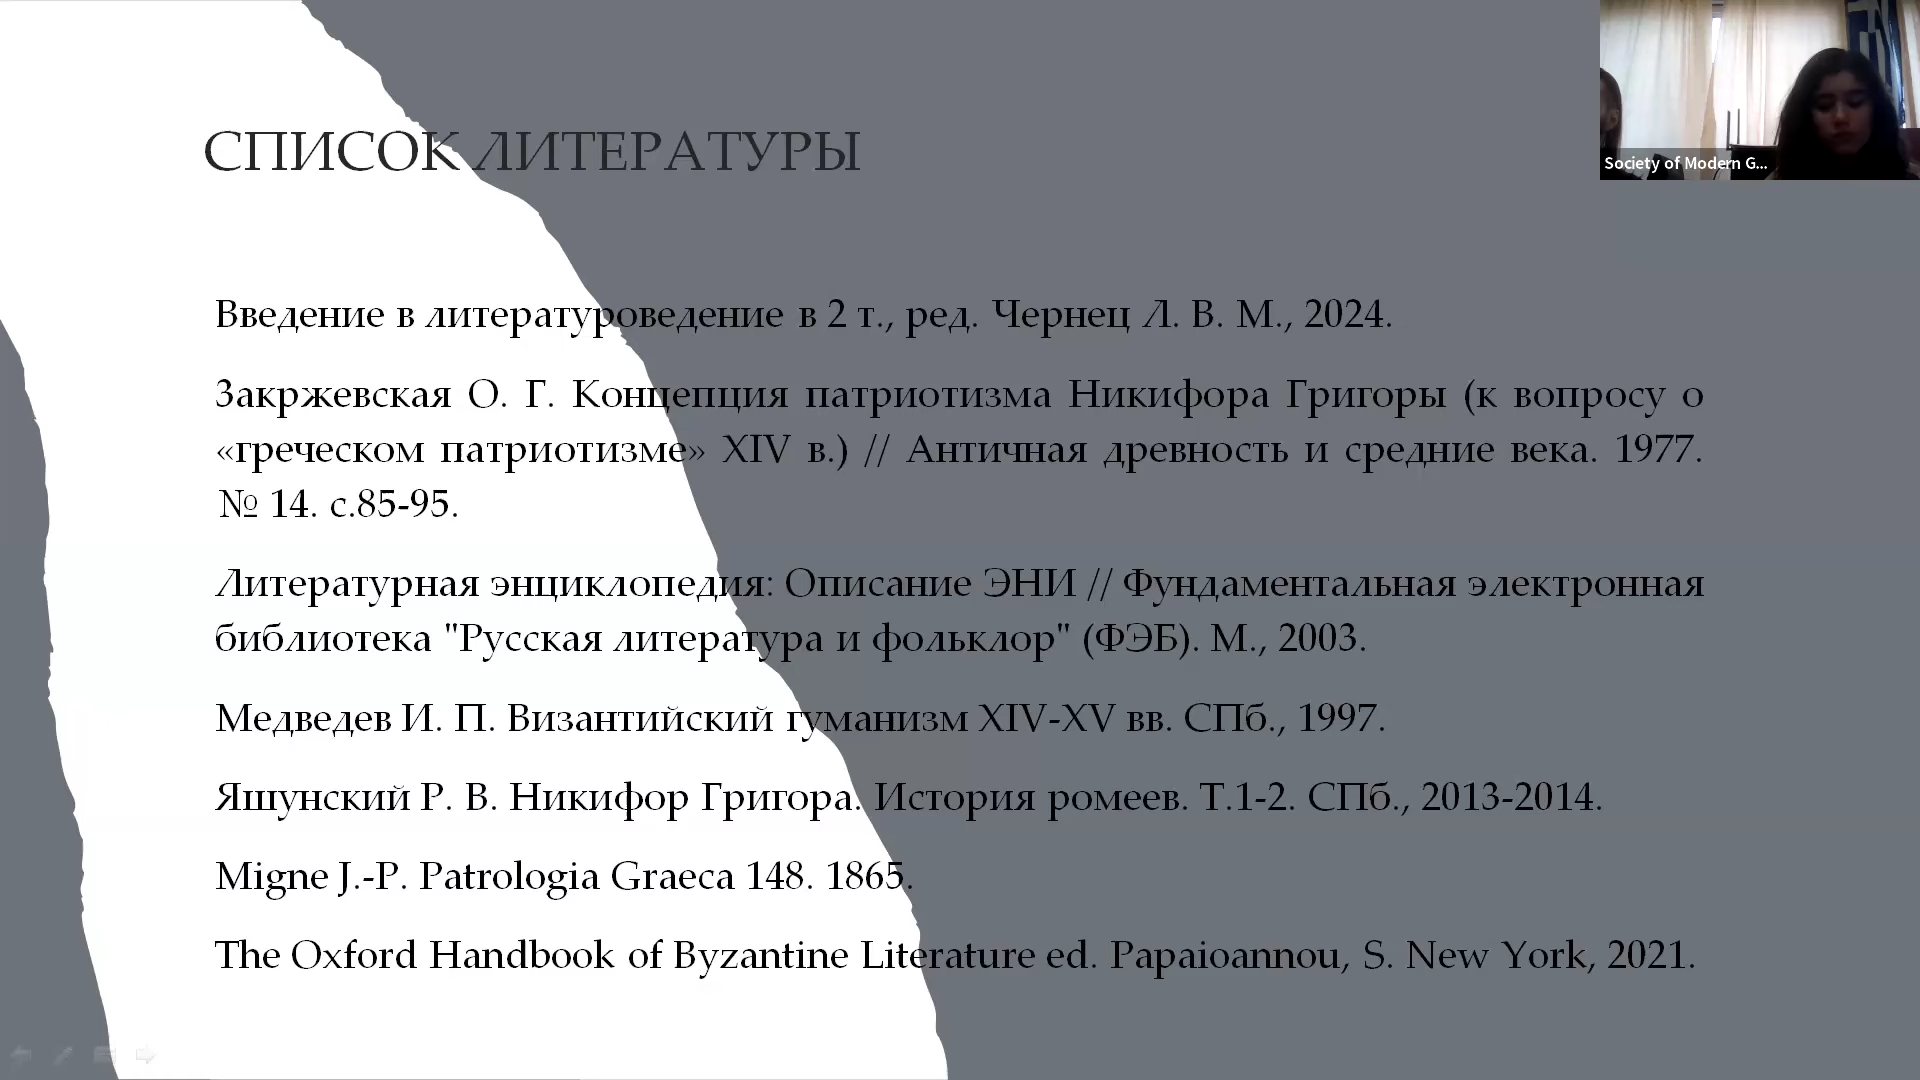 СПИСОК ЛИТЕРАТУРЫ
Society of Modern G...
Введение в литературоведение в 2 т., ред. Чернец Л. В. М., 2024.
Закржевская О. Г. Концепция патриотизма Никифора Григоры (к вопросу о
«греческом патриотизме» XIV в.) // Античная древность и средние века. 1977.
№ 14. с.85-95.
Литературная энциклопедия: Описание ЭНИ // Фундаментальная электронная
библиотека "Русская литература и фольклор" (ФЭБ). М., 2003.
Медведев И. П. Византийский гуманизм XIV-XV вв. СПб., 1997.
Яшунский Р. В. Никифор Григора. История ромеев. Т.1-2. СПб., 2013-2014.
Migne J.-P. Patrologia Graeca 148. 1865.
The Oxford Handbook of Byzantine Literature ed. Papaioannou, S. New York, 2021.